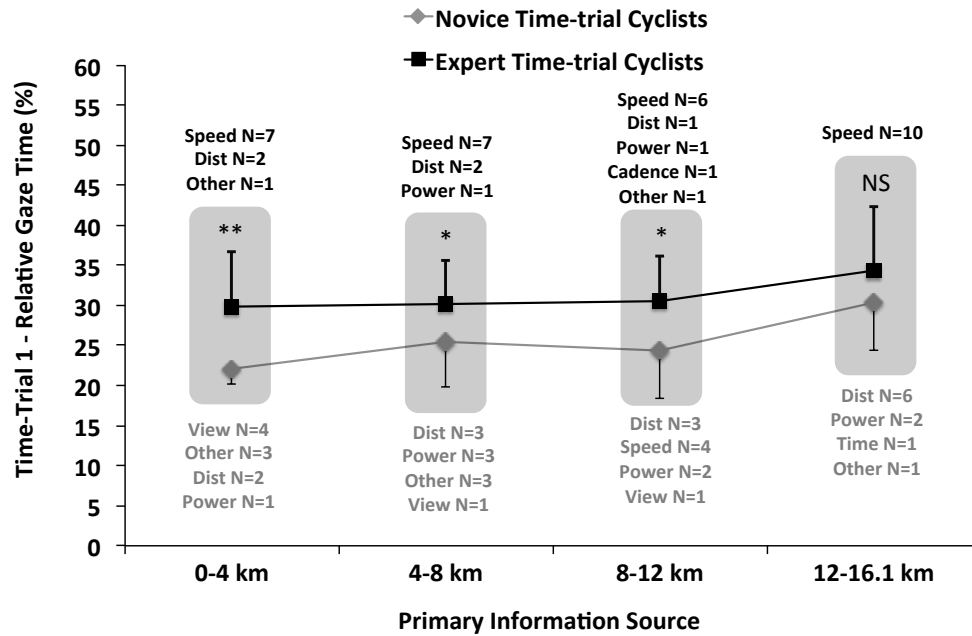 Novice Time-trial Cyclists
Expert Time-trial Cyclists
Time-Trial 1 - Relative Gaze Time (%)
60
55
50
45
40
35
30
25
20
15
10
5
0
Speed N=7
Dist N=2
Other N=1
**
View N=4
Other N=3
Dist N=2
Power N=1
Speed N=7
Dist N=2
Power N=1
*
Dist N=3
Power N=3
Other N=3
View N=1
Speed N=6
Dist N=1
Power N=1
Cadence N=1
Other N=1
*
Dist N=3
Speed N=4
Power N=2
View N=1
Speed N=10
NS
Dist N=6
Power N=2
Time N=1
Other N=1
0-4 km
4-8 km
8-12 km
12-16.1 km
Primary Information Source